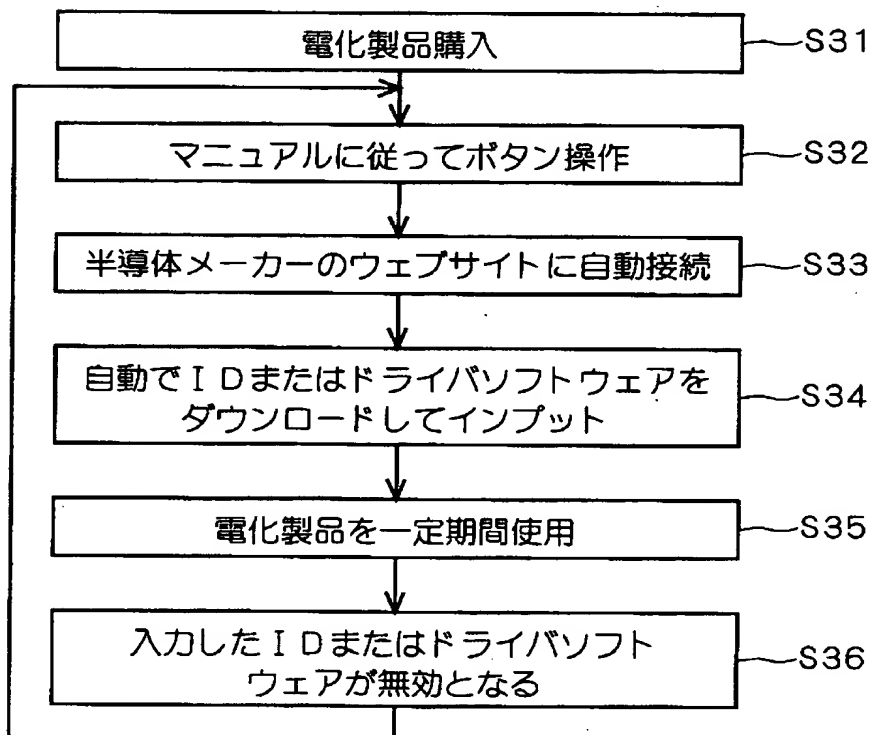 電化製品購入 S31
マニュアルに従ってボタン操作 S32
半導体メーカーのウェブサイトに自動接続 S33
自動でIDまたはドライバソフトウェアを
ダウンロードしてインプット S34
電化製品を一定期間使用 S35
入力したIDまたはドライバソフト
ウェアが無効となる S36